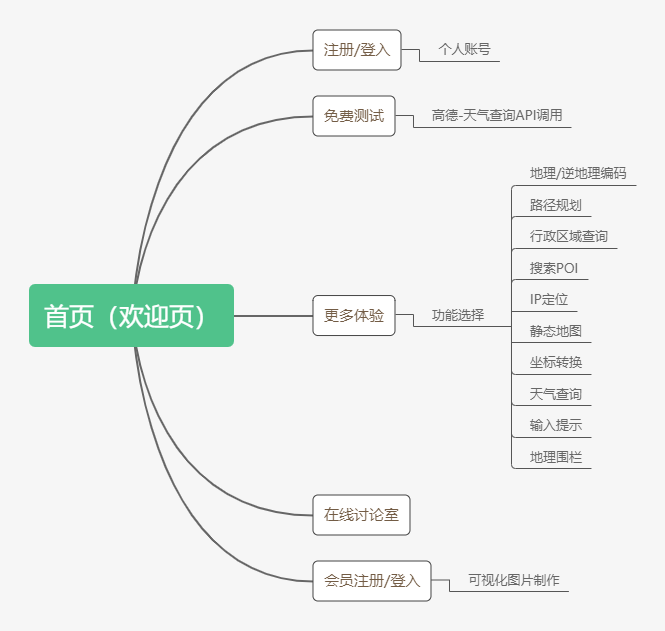 注册/登入
个人账号
免费测试
高德-天气查询API调用
地理/逆地理编码
路径规划
行政区域查询
搜索POI
IP定位
首页（欢迎页）
更多体验
功能选择
静态地图
坐标转换
天气查询
输入提示
地理围栏
在线讨论室
会员注册/登入
可视化图片制作